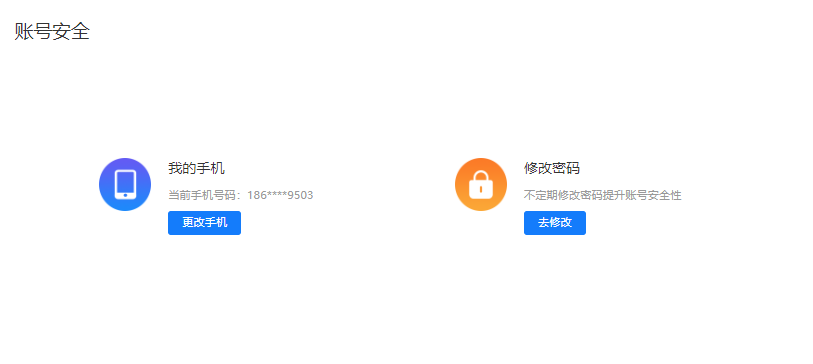 账号安全
我的手机
当前手机号码：186****9503
更改手机
修改密码
不定期修改密码提升账号安全性
去修改